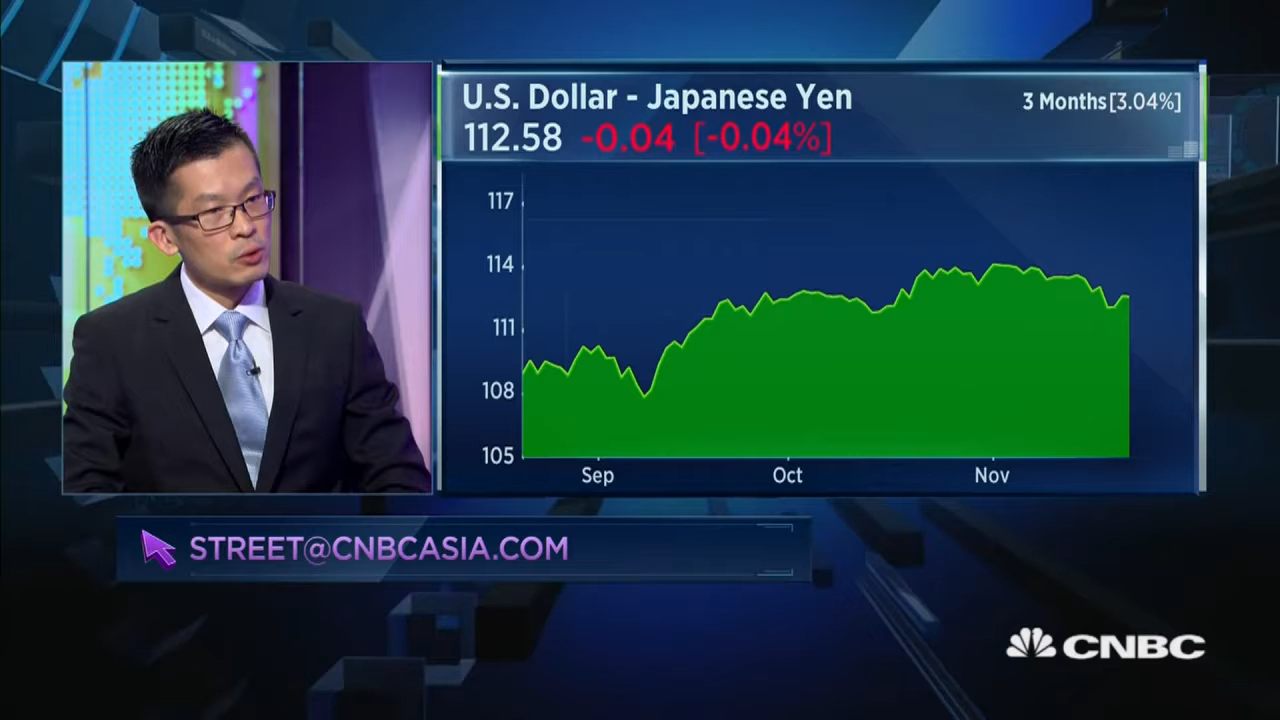 U.S. Dollar - Japanese Yen
3 Months[3.04%]
112.58 -0.04 [-0.04%]
117
114
111
108
105
Sep Oct Nov
STREET@CNBCASIA.COM
CNBC